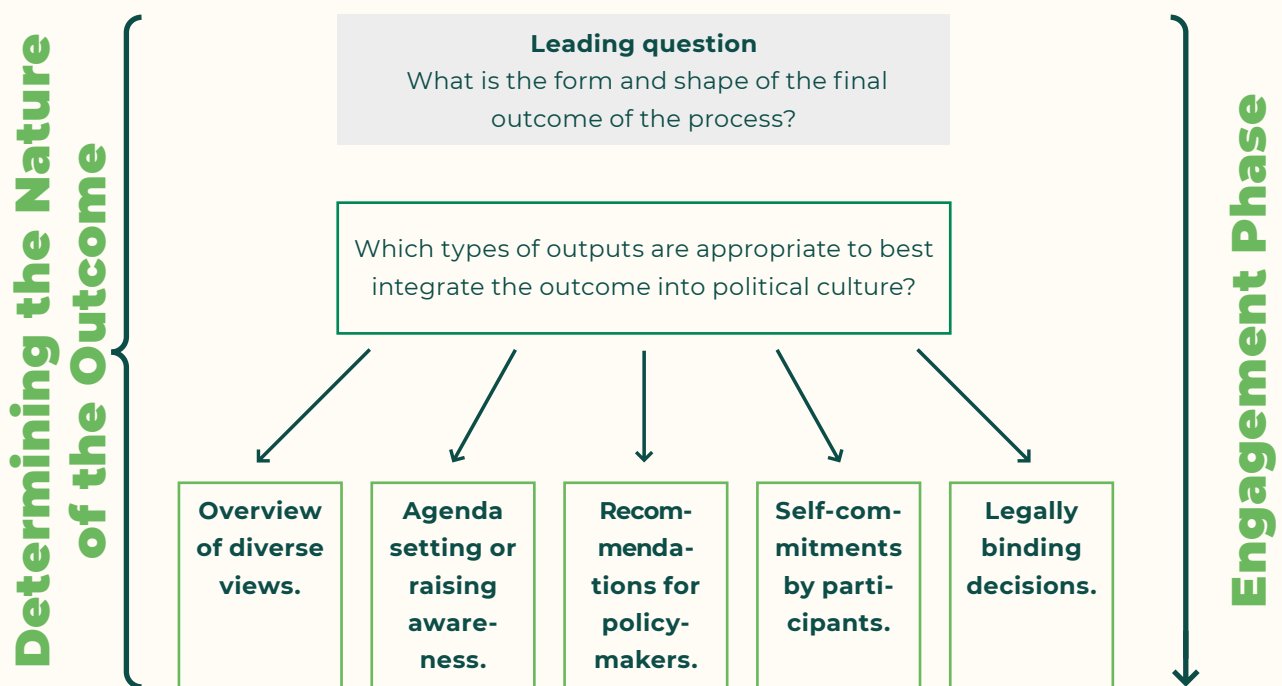 Determining the Nature
of the Outcome
Leading question
What is the form and shape of the final
outcome of the process?
Which types of outputs are appropriate to best
integrate the outcome into political culture?
Overview
of diverse
views.
Agenda
setting or
raising
aware-
ness.
Recom-
menda-
tions for
policy-
makers.
Self-com-
mitments
by parti-
cipants.
Legally
binding
decisions.
Engagement Phase